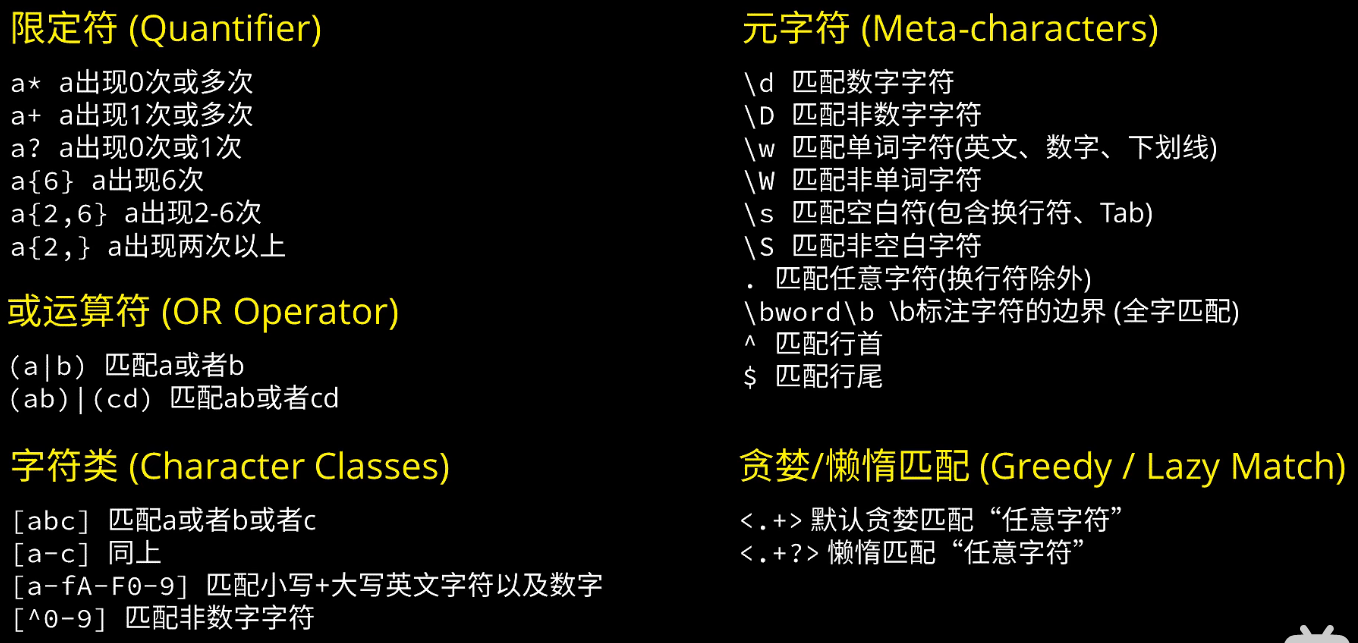 限定符 (Quantifier)
a* a出现0次或多次
a+ a出现1次或多次
a? a出现0次或1次
a{6} a出现6次
a{2,6} a出现2-6次
a{2,} a出现两次以上
或运算符 (OR Operator)
(a|b) 匹配a或者b
(ab)|(cd) 匹配ab或者cd
字符类 (Character Classes)
[abc] 匹配a或者b或者c
[a-c] 同上
[a-fA-F0-9] 匹配小写+大写英文字符以及数字
[^0-9] 匹配非数字字符
元字符 (Meta-characters)
\d 匹配数字字符
\D 匹配非数字字符
\w 匹配单词字符(英文、数字、下划线)
\W 匹配非单词字符
\s 匹配空白符(包含换行符、Tab)
\S 匹配非空白字符
. 匹配任意字符(换行符除外)
\bword\b \b标注字符的边界 (全字匹配)
^ 匹配行首
$ 匹配行尾
贪婪/懒惰匹配 (Greedy / Lazy Match)
<.+> 默认贪婪匹配“任意字符”
<.+?> 懒惰匹配“任意字符”